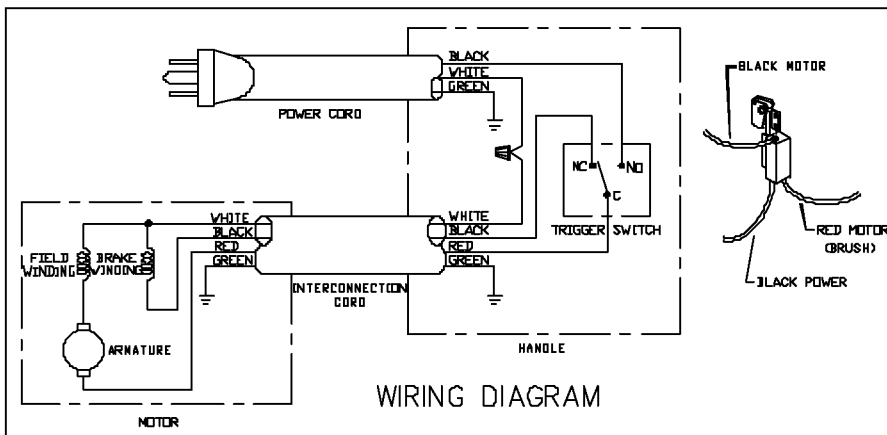 BLACK
WHITE
GREEN
POWER CORD
BLACK MOTOR
NC
NO
C
TRIGGER SWITCH
RED MOTOR
(BRUSH)
BLACK POWER
WHITE
BLACK
RED
GREEN
WHITE
BLACK
RED
GREEN
INTERCONNECTION
CORD
FIELD
WINDING
BRAKE
WINDING
ARMATURE
HANDLE
WIRING DIAGRAM
MOTOR